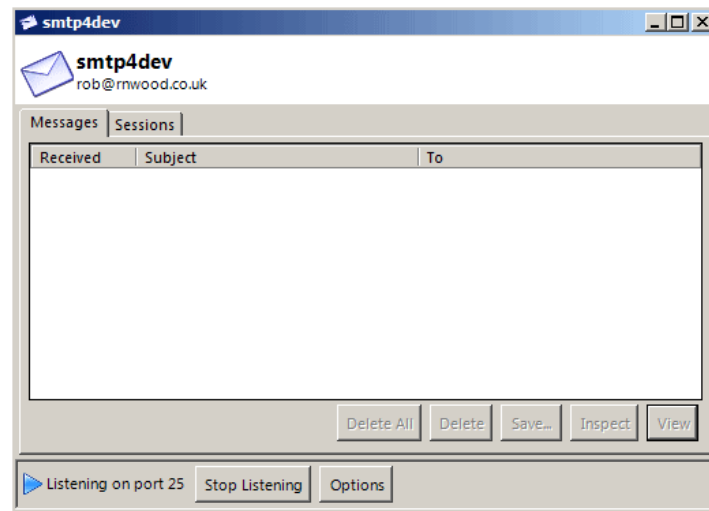 smtp4dev
smtp4dev
rob@rnwood.co.uk
Messages Sessions
Received Subject To
Delete All Delete Save... Inspect View
Listening on port 25 Stop Listening Options